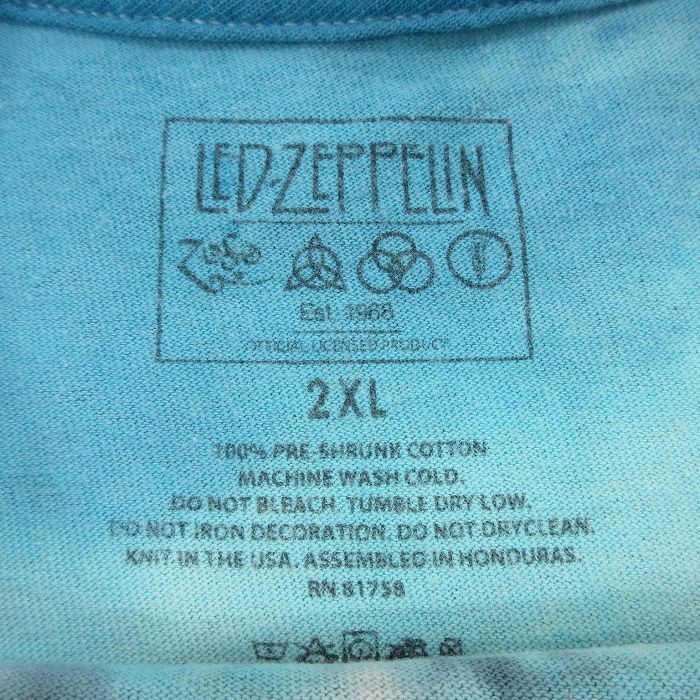 LED-ZEPPELIN
Est. 1968
OFFICIAL LICENSED PRODUCT
2XL
100% PRE-SHRUNK COTTON
MACHINE WASH COLD.
DO NOT BLEACH. TUMBLE DRY LOW.
DO NOT IRON DECORATION. DO NOT DRYCLEAN.
KNIT IN THE USA. ASSEMBLED IN HONDURAS.
RN 81758